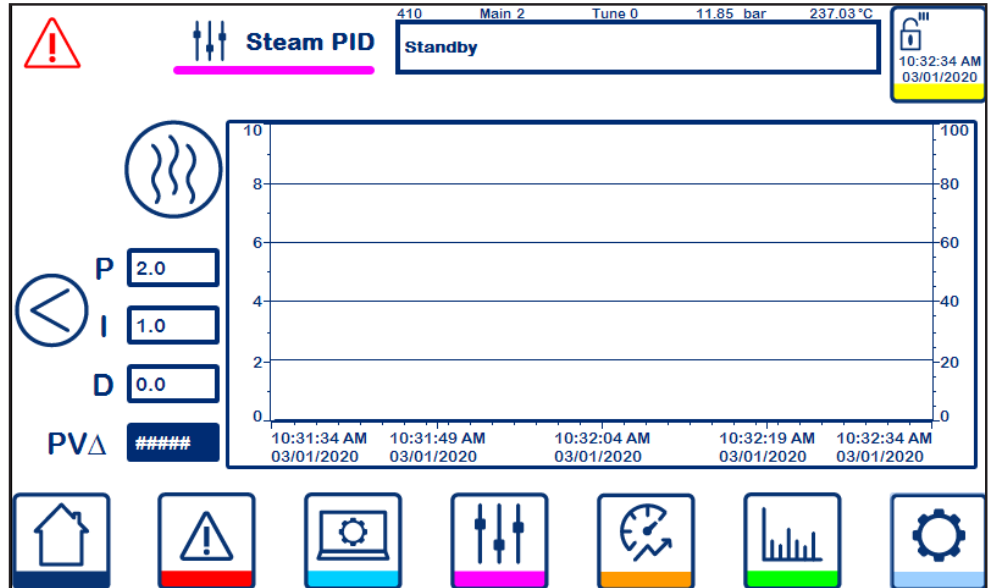 410 Main 2 Tune 0 11.85 bar 237.03 °C
Steam PID
Standby
10:32:34 AM
03/01/2020
10 100
8 80
6 60
4 40
2 20
0 0
P 2.0
I 1.0
D 0.0
PV∆ #####
10:31:34 AM 10:31:49 AM 10:32:04 AM 10:32:19 AM 10:32:34 AM
03/01/2020 03/01/2020 03/01/2020 03/01/2020 03/01/2020